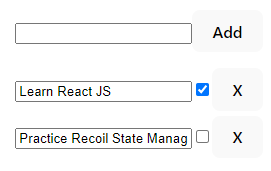 Add
Learn React JS X
Practice Recoil State Manag X